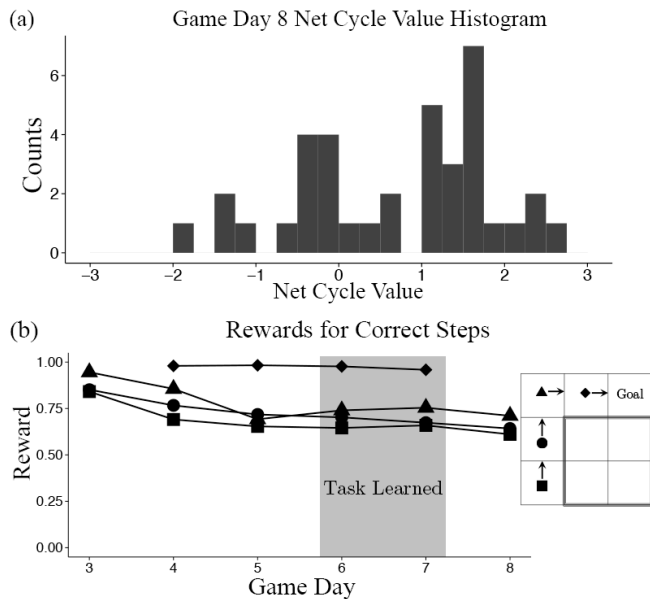 (a) Game Day 8 Net Cycle Value Histogram
6
4
2
0
Counts
−3 −2 −1 0 1 2 3
Net Cycle Value
(b) Rewards for Correct Steps
1.00
0.75
0.50
0.25
0.00
Reward
Task Learned
3 4 5 6 7 8
Game Day
Goal